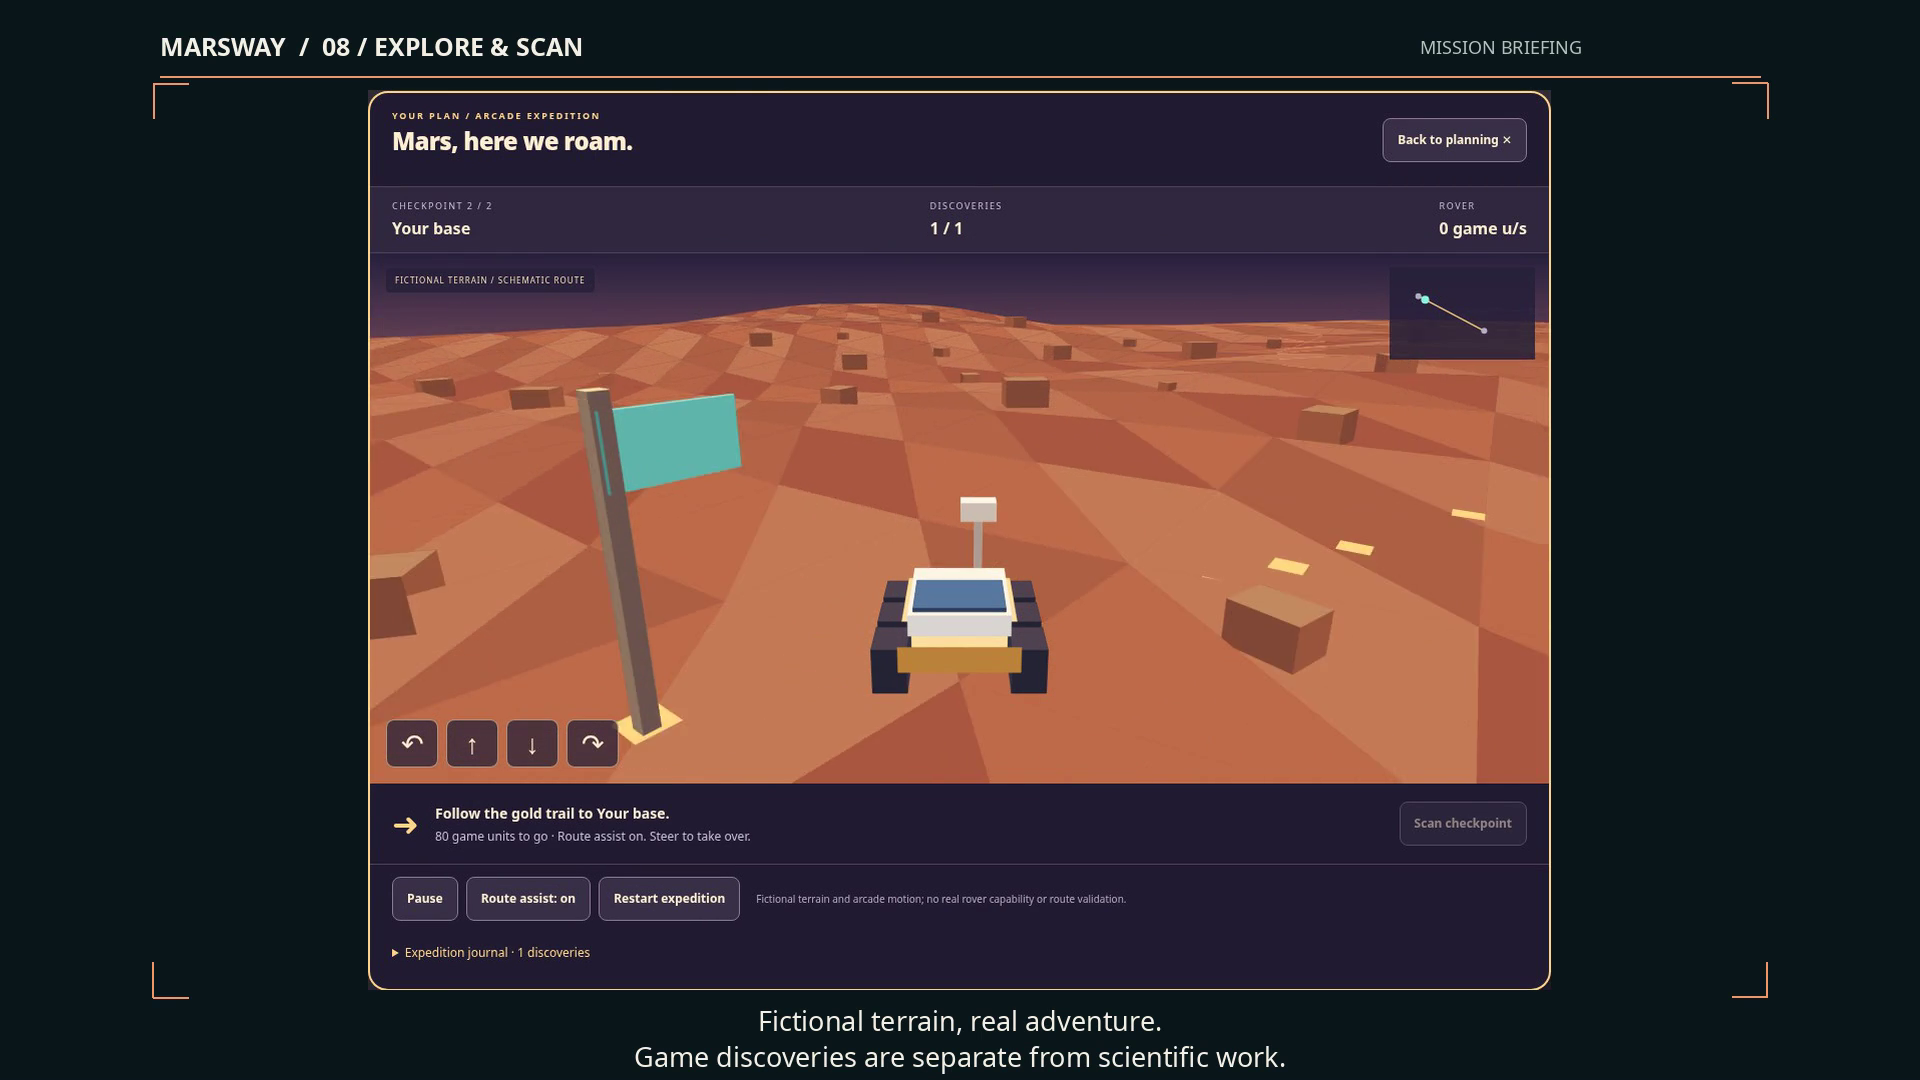 MARSWAY / 08 / EXPLORE & SCAN
MISSION BRIEFING
YOUR PLAN / ARCADE EXPEDITION
Mars, here we roam.
Back to planning ×
CHECKPOINT 2 / 2
Your base
DISCOVERIES
1 / 1
ROVER
0 game u/s
FICTIONAL TERRAIN / SCHEMATIC ROUTE
↶ ↑ ↓ ↷
➜ Follow the gold trail to Your base.
80 game units to go · Route assist on. Steer to take over.
Scan checkpoint
Pause
Route assist: on
Restart expedition
Fictional terrain and arcade motion; no real rover capability or route validation.
▶ Expedition journal · 1 discoveries
Fictional terrain, real adventure.
Game discoveries are separate from scientific work.